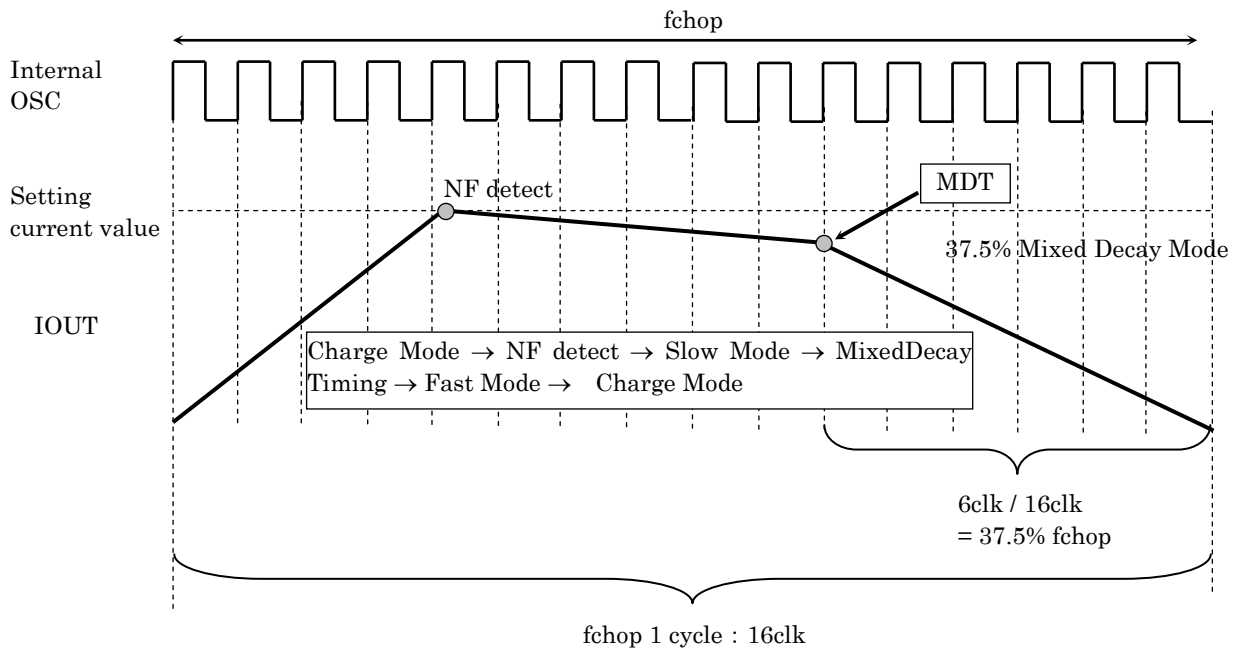 fchop
Internal
OSC
NF detect
MDT
Setting
current value
37.5% Mixed Decay Mode
IOUT
Charge Mode → NF detect → Slow Mode → MixedDecay
Timing → Fast Mode → Charge Mode
6clk / 16clk
= 37.5% fchop
fchop 1 cycle : 16clk